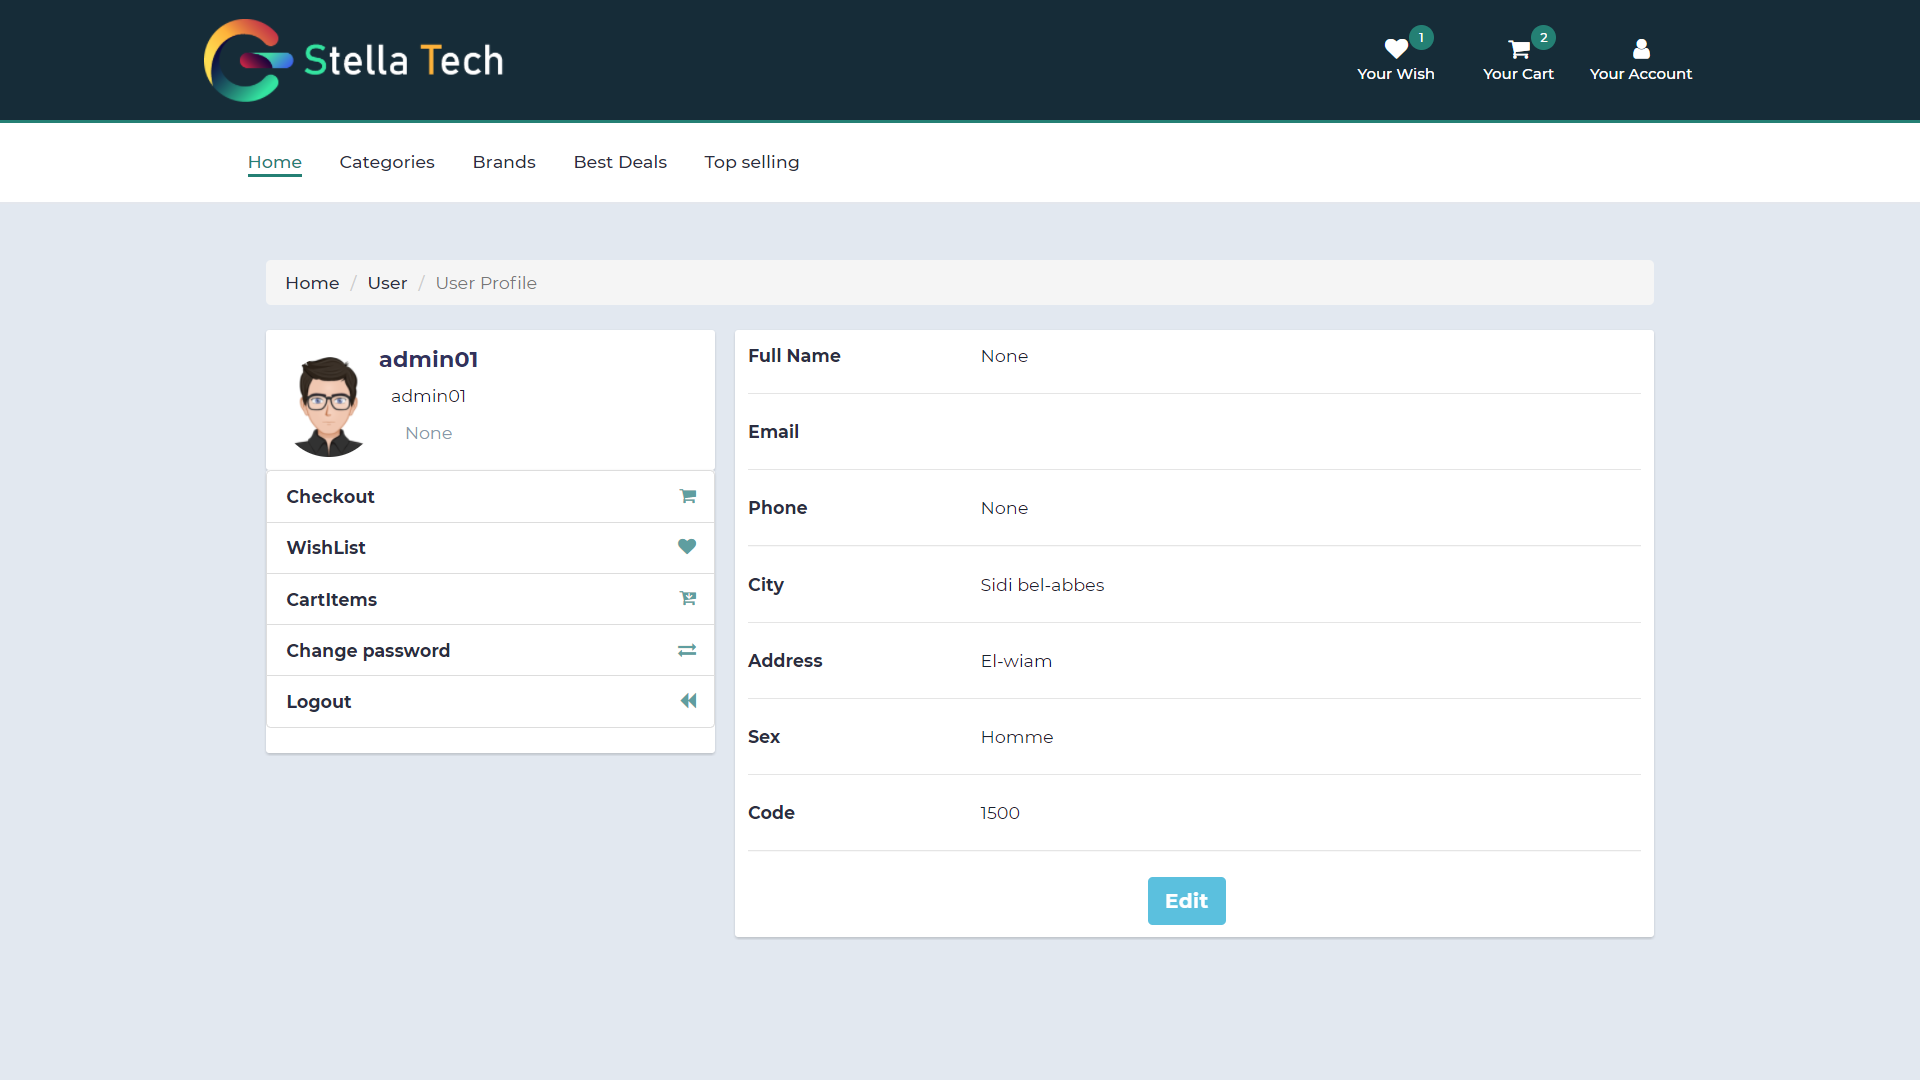 Stella Tech
1
Your Wish
2
Your Cart
Your Account
Home
Categories
Brands
Best Deals
Top selling
Home / User / User Profile
admin01
admin01
None
Checkout
WishList
CartItems
Change password
Logout
Full Name None
Email
Phone None
City Sidi bel-abbes
Address El-wiam
Sex Homme
Code 1500
Edit